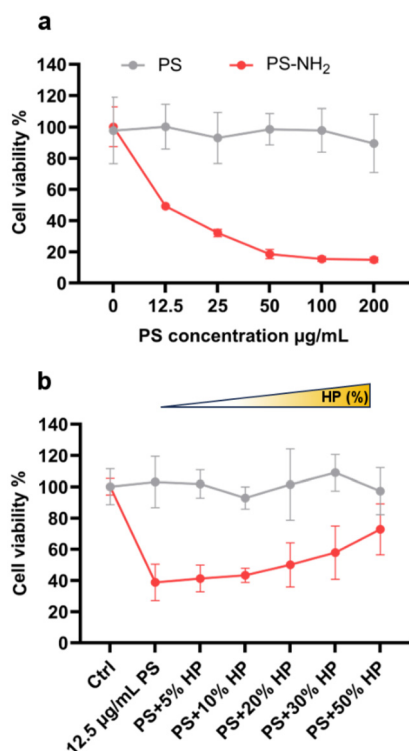 a
PS PS-NH₂
140
120
100
80
60
40
20
0
Cell viability %
0 12.5 25 50 100 200
PS concentration µg/mL
b
HP (%)
140
120
100
80
60
40
20
0
Cell viability %
Ctrl
12.5 µg/mL PS
PS+5% HP
PS+10% HP
PS+20% HP
PS+30% HP
PS+50% HP